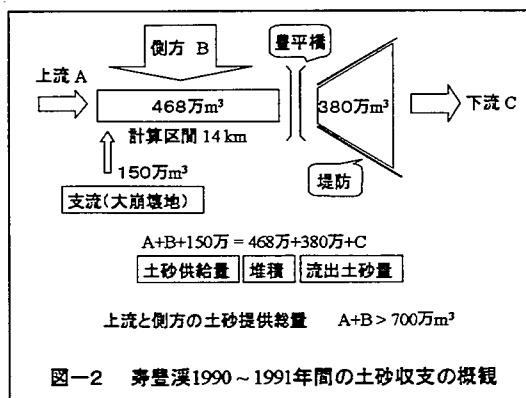 側方 B
豊平橋
上流 A
468万m³
380万m³
下流 C
計算区間 14 km
150万m³
支流(大崩壊地)
堤防
A+B+150万 = 468万+380万+C
土砂供給量 堆積 流出土砂量
上流と側方の土砂提供総量 A+B > 700万m³
図ー2 寿豊渓1990～1991年間の土砂収支の概観